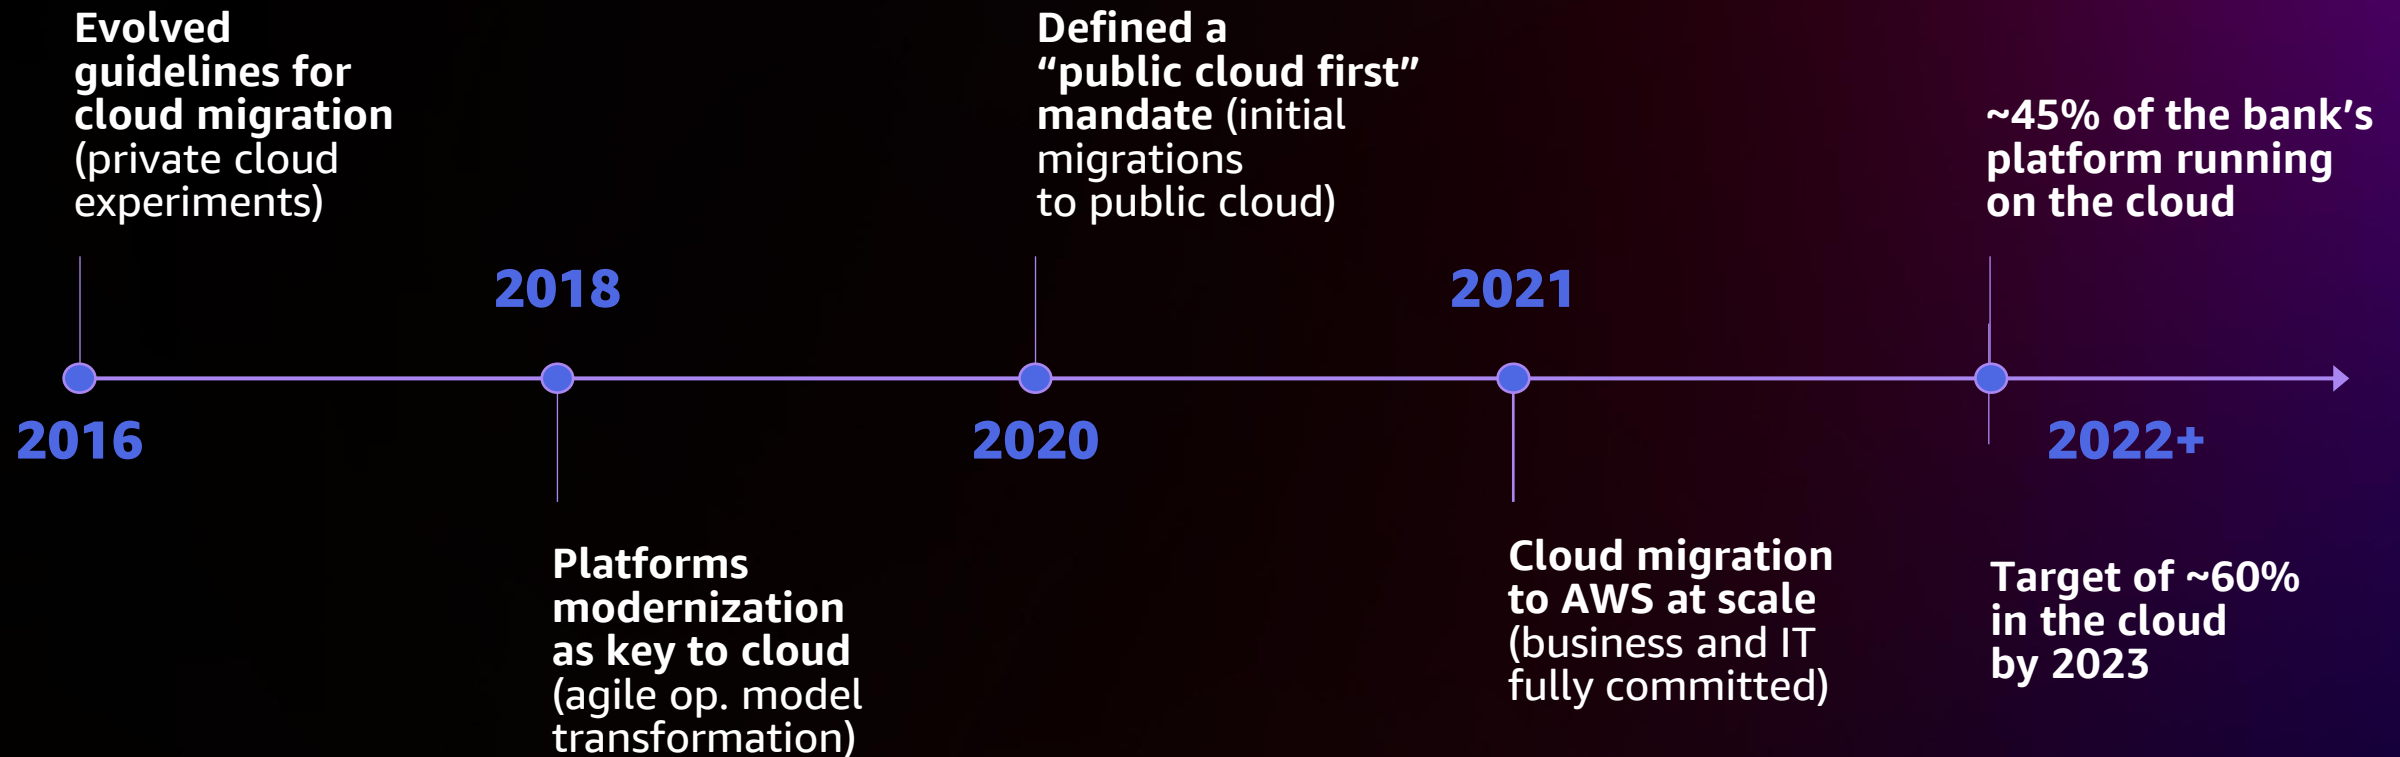 Evolved
guidelines for
cloud migration
(private cloud
experiments)
2016
2018
Platforms
modernization
as key to cloud
(agile op. model
transformation)
Defined a
“public cloud first”
mandate (initial
migrations
to public cloud)
2020
2021
Cloud migration
to AWS at scale
(business and IT
fully committed)
~45% of the bank’s
platform running
on the cloud
2022+
Target of ~60%
in the cloud
by 2023